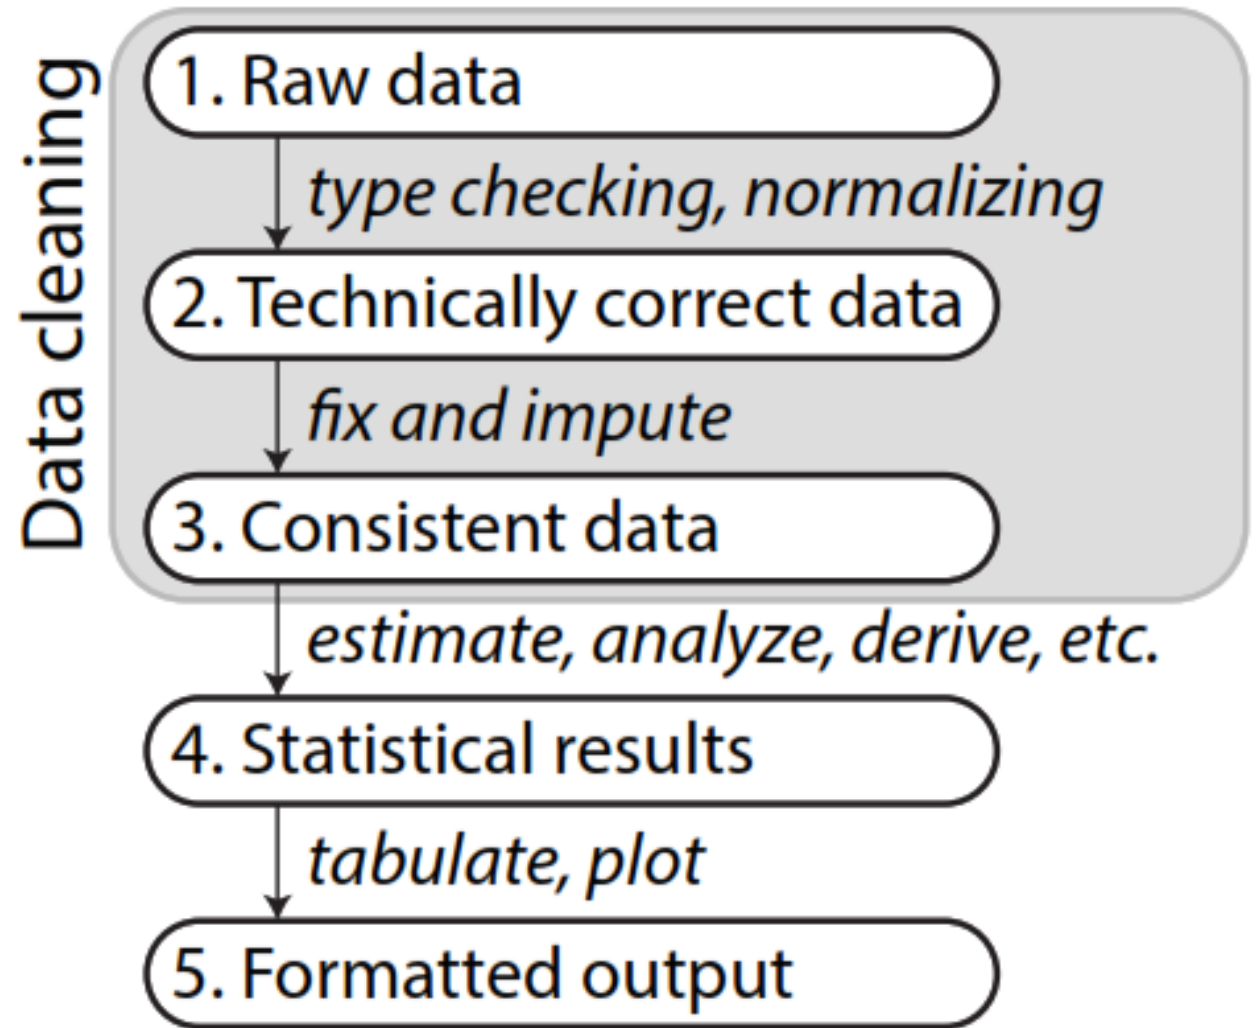 Data cleaning
1. Raw data
type checking, normalizing
2. Technically correct data
fix and impute
3. Consistent data
estimate, analyze, derive, etc.
4. Statistical results
tabulate, plot
5. Formatted output